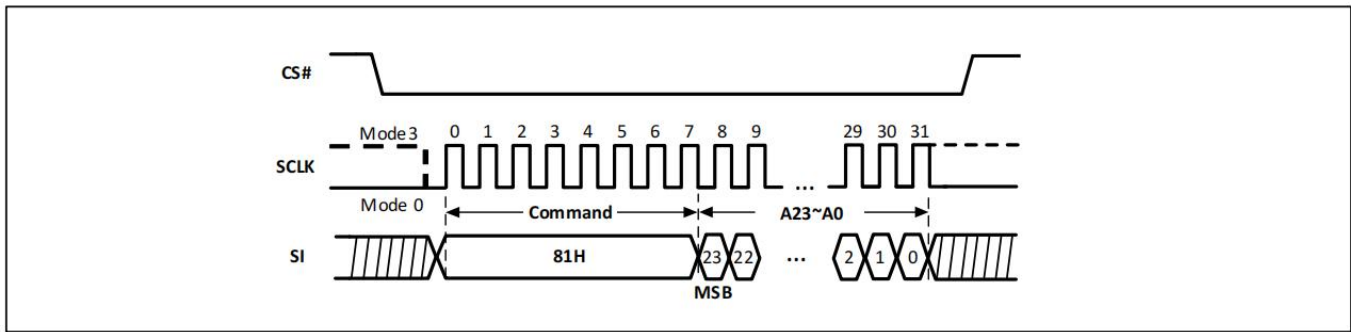 CS#
Mode 3 0 1 2 3 4 5 6 7 8 9 29 30 31
SCLK ...
Mode 0 Command A23~A0
SI 81H 23 22 ... 2 1 0
MSB